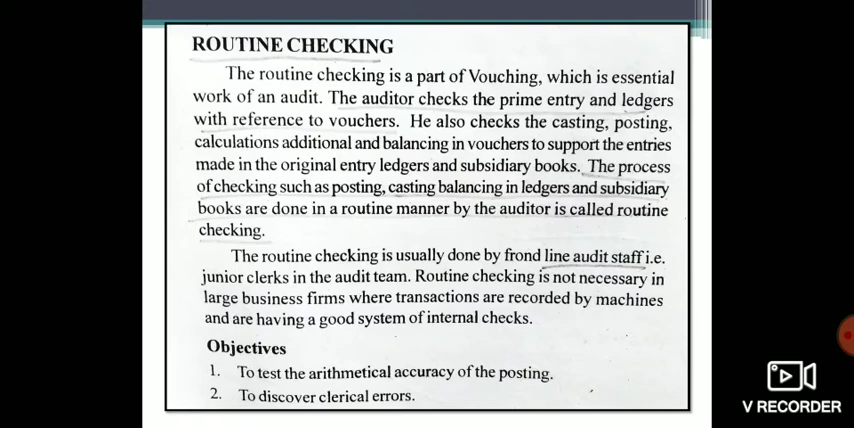 ROUTINE CHECKING
The routine checking is a part of Vouching, which is essential
work of an audit. The auditor checks the prime entry and ledgers
with reference to vouchers. He also checks the casting, posting,
calculations additional and balancing in vouchers to support the entries
made in the original entry ledgers and subsidiary books. The process
of checking such as posting, casting balancing in ledgers and subsidiary
books are done in a routine manner by the auditor is called routine
checking.
The routine checking is usually done by frond line audit staff i.e.
junior clerks in the audit team. Routine checking is not necessary in
large business firms where transactions are recorded by machines
and are having a good system of internal checks.
Objectives
1. To test the arithmetical accuracy of the posting.
2. To discover clerical errors.
V RECORDER